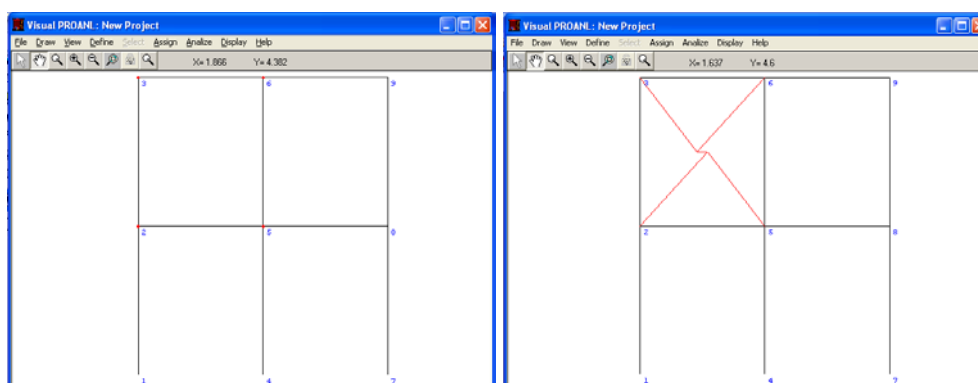 Visual PROANL: New Project
File Draw View Define Select Assign Analize Display Help
X= 1.866 Y= 4.382
3 6 9
2 5 8
1 4 7
Visual PROANL: New Project
File Draw View Define Select Assign Analize Display Help
X= 1.637 Y= 4.6
3 6 9
2 5 8
1 4 7